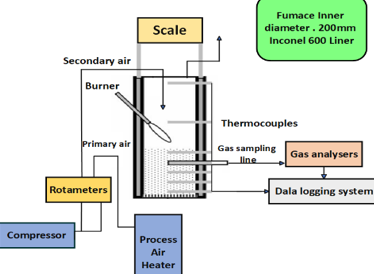 Fumace Inner
diameter . 200mm
Inconel 600 Liner
Scale
Secondary air
Burner
Thermocouples
Primary air
Gas sampling
line
Gas analysers
Rotameters
Dala logging system
Compressor
Process
Air
Heater